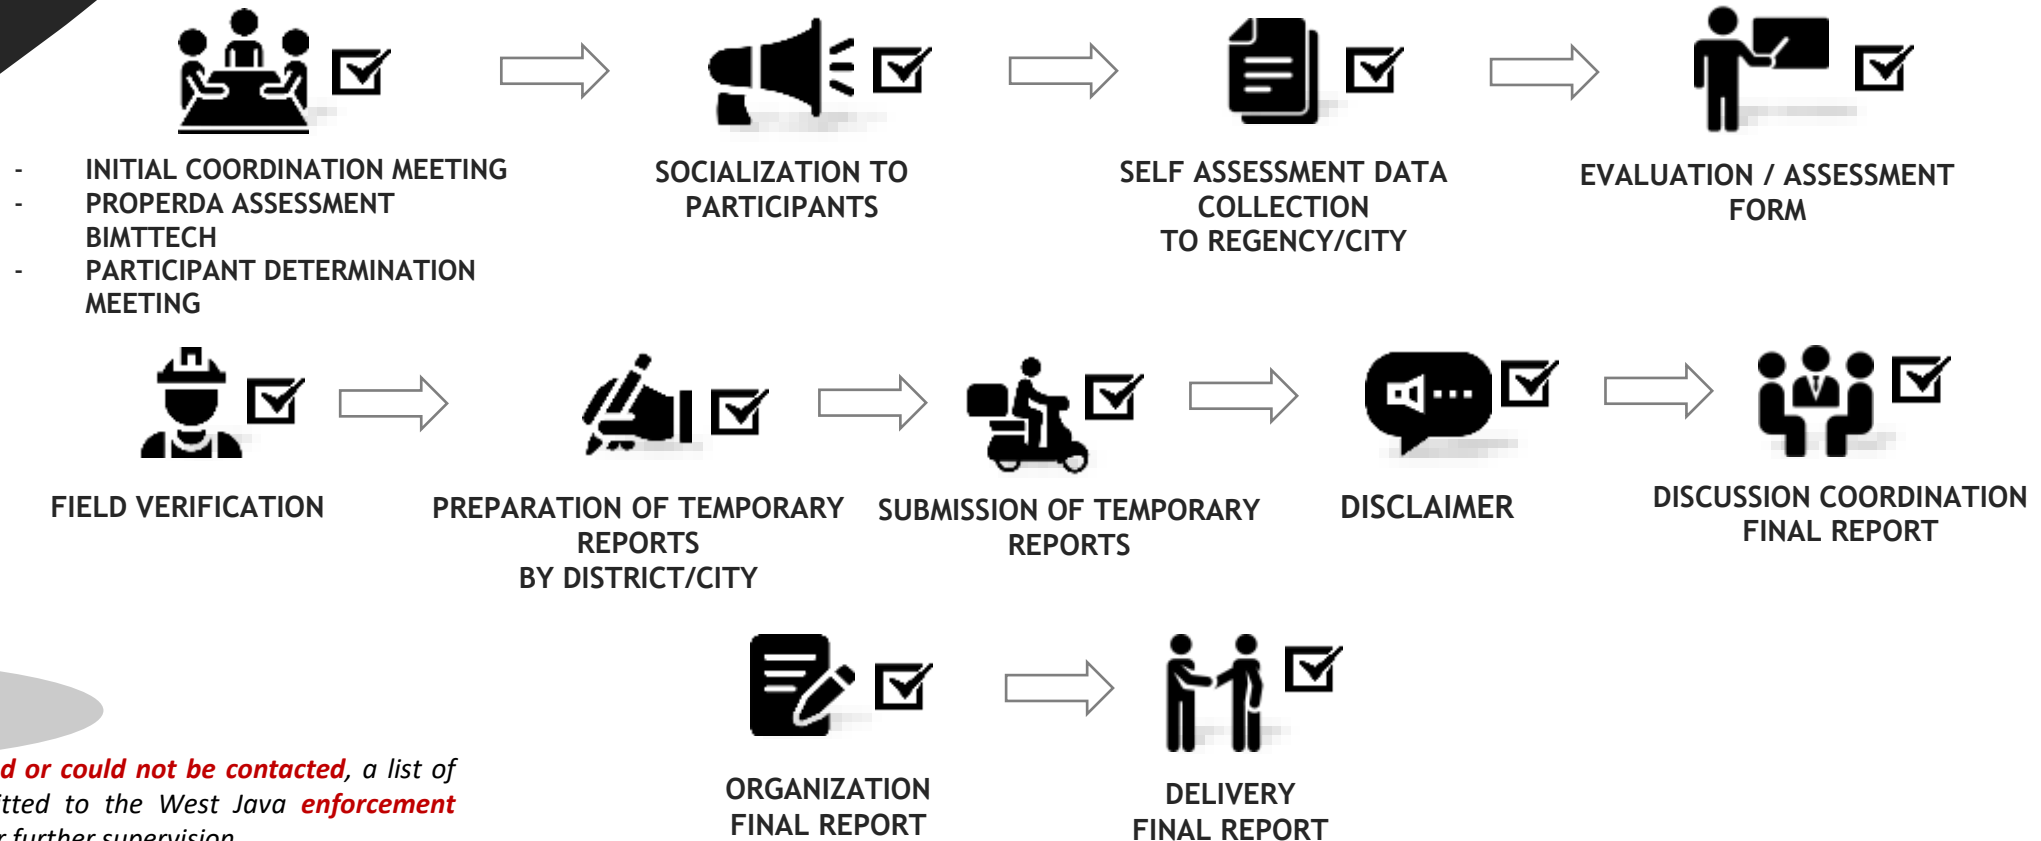 - INITIAL COORDINATION MEETING
- PROPERDA ASSESSMENT
BIMTTECH
- PARTICIPANT DETERMINATION
MEETING
SOCIALIZATION TO
PARTICIPANTS
SELF ASSESSMENT DATA
COLLECTION
TO REGENCY/CITY
EVALUATION / ASSESSMENT
FORM
FIELD VERIFICATION
PREPARATION OF TEMPORARY
REPORTS
BY DISTRICT/CITY
SUBMISSION OF TEMPORARY
REPORTS
DISCLAIMER
DISCUSSION COORDINATION
FINAL REPORT
ORGANIZATION
FINAL REPORT
DELIVERY
FINAL REPORT
or could not be contacted, a list of
to the West Java enforcement
further supervision